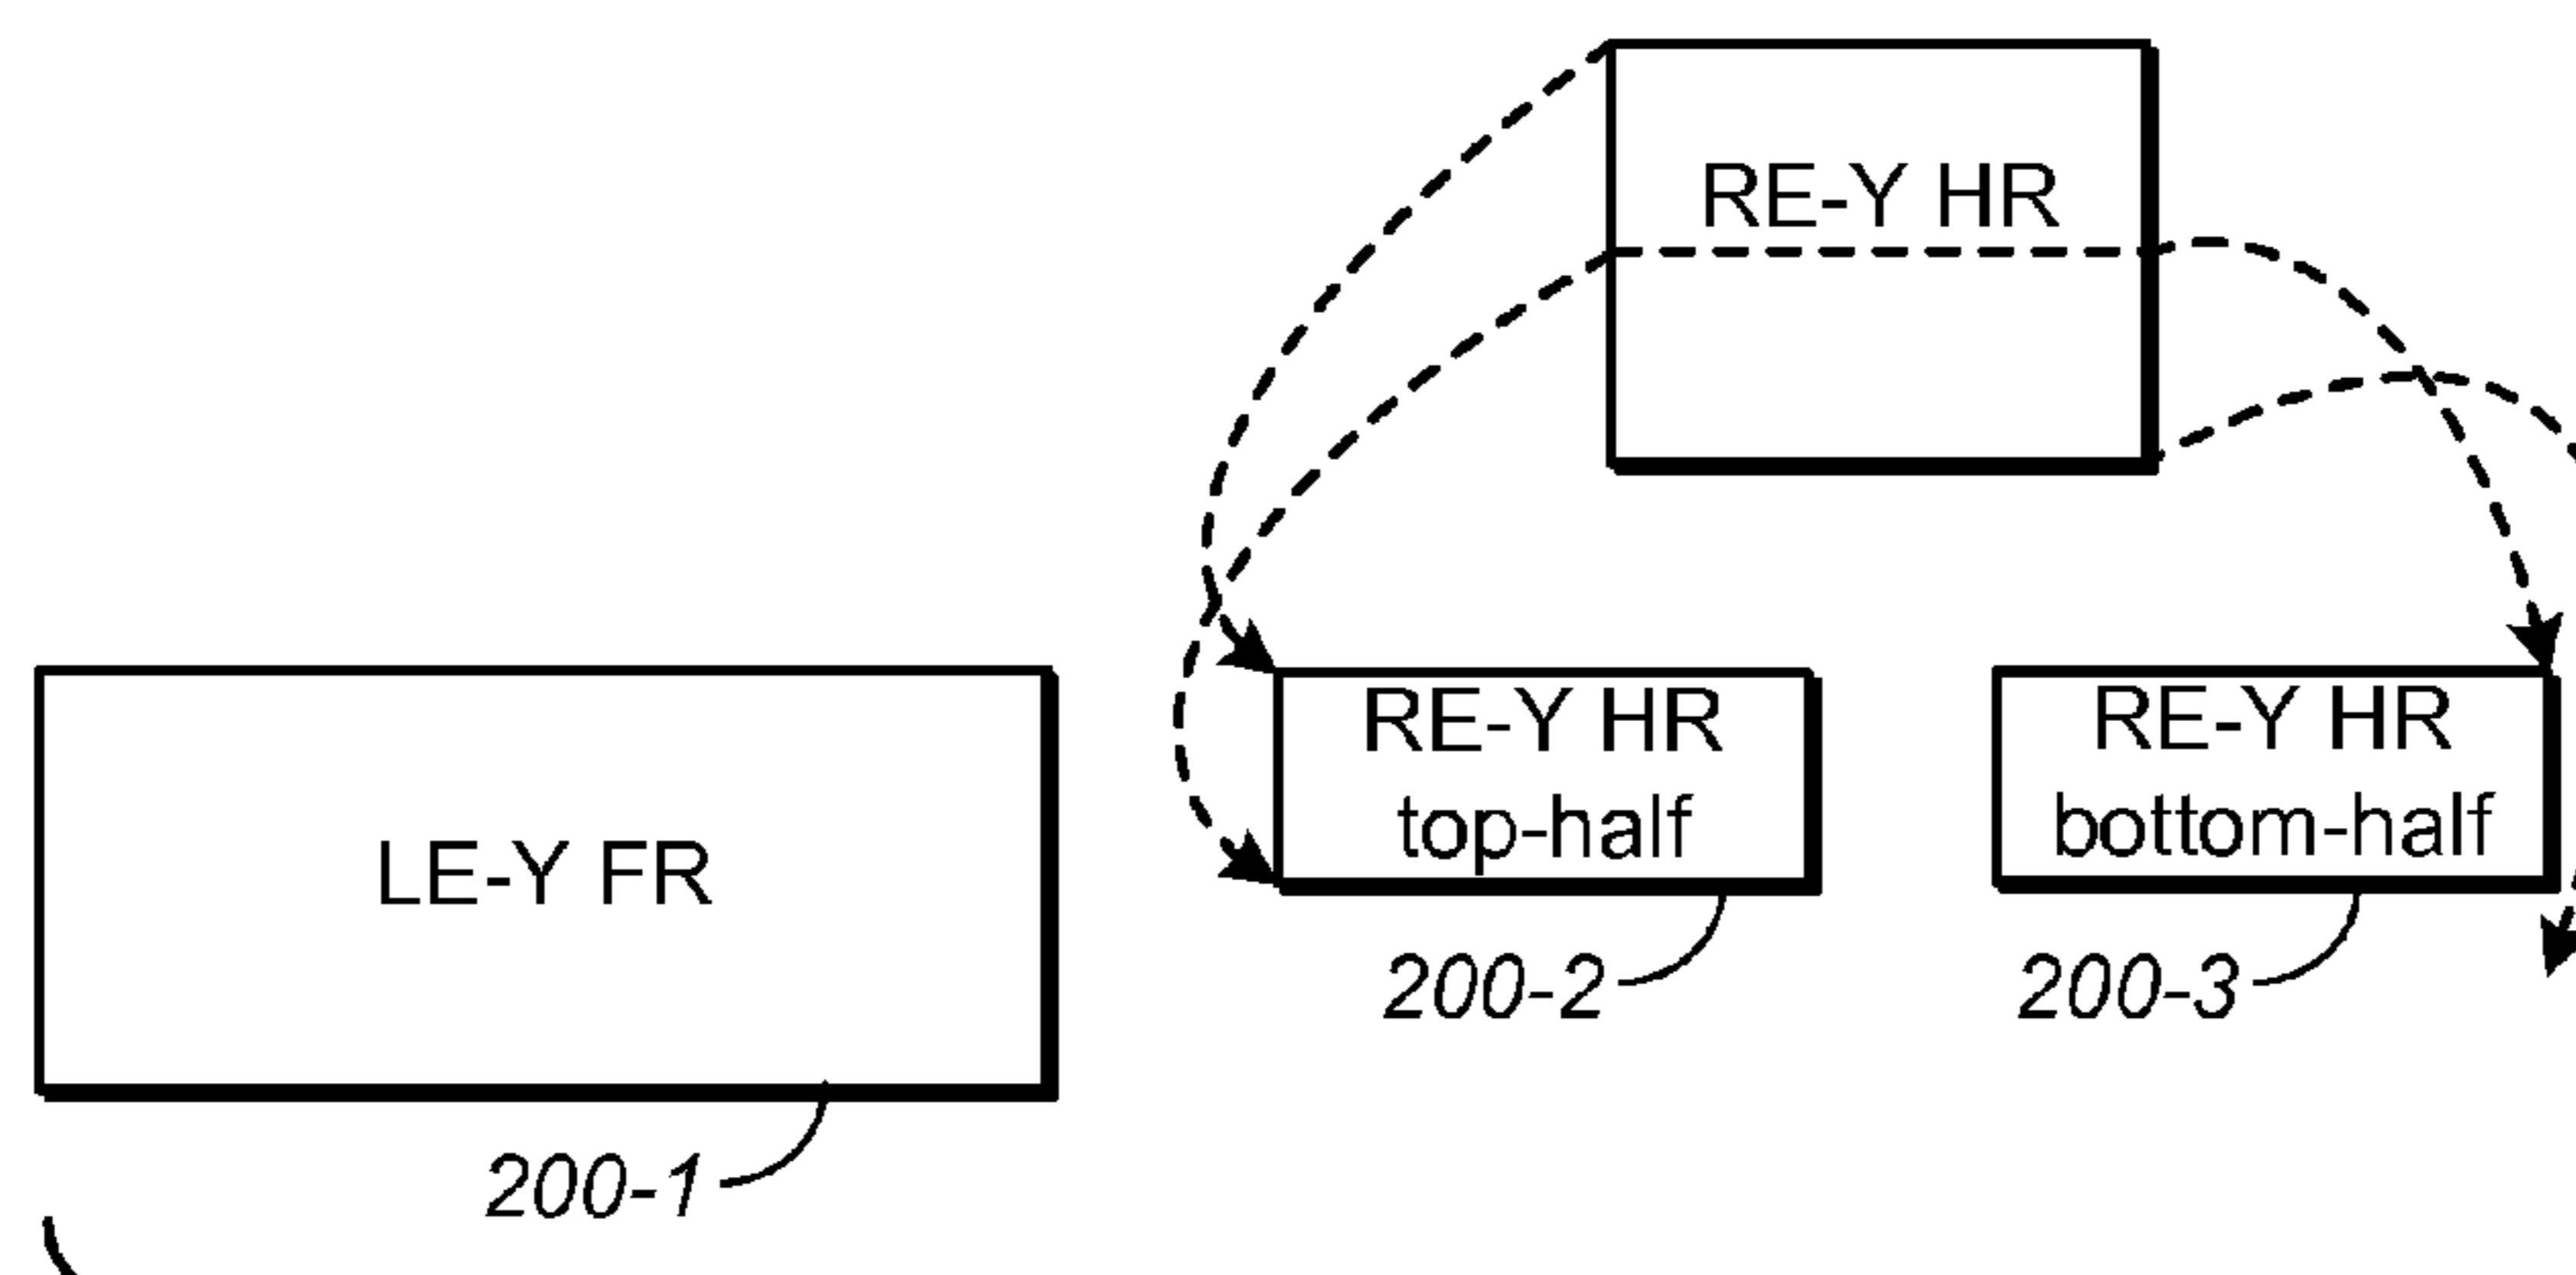 RE-Y HR
RE-Y HR
top-half
RE-Y HR
bottom-half
LE-Y FR
200-2
200-3
200-1